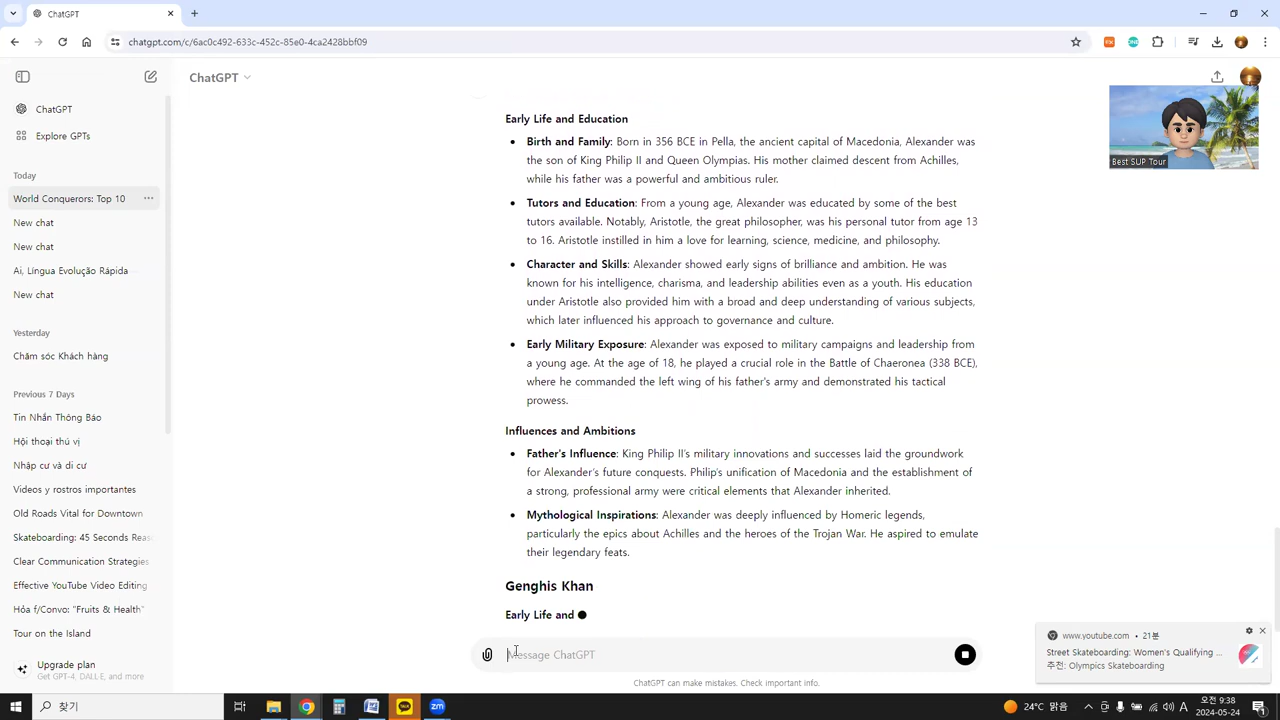 ChatGPT
chatgpt.com/c/6ac0c492-633c-452c-85e0-4ca2428bbf09
ChatGPT
ChatGPT
Explore GPTs
Today
World Conquerors: Top 10
New chat
New chat
Ai, Língua Evolução Rápida
New chat
Yesterday
Chăm sóc Khách hàng
Previous 7 Days
Tin Nhắn Thông Báo
Hội thoại thú vị
Nhập cư và di cư
Videos y rostros importantes
Old Roads Vital for Downtown
Skateboarding: 45 Seconds Reas
Clear Communication Strategies
Effective YouTube Video Editing
Hỏa f/Convo: "Fruits & Health"
Tour on the Island
Upgrade plan
Get GPT-4, DALL·E, and more
Early Life and Education
• Birth and Family: Born in 356 BCE in Pella, the ancient capital of Macedonia, Alexander was
the son of King Philip II and Queen Olympias. His mother claimed descent from Achilles,
while his father was a powerful and ambitious ruler.
• Tutors and Education: From a young age, Alexander was educated by some of the best
tutors available. Notably, Aristotle, the great philosopher, was his personal tutor from age 13
to 16. Aristotle instilled in him a love for learning, science, medicine, and philosophy.
• Character and Skills: Alexander showed early signs of brilliance and ambition. He was
known for his intelligence, charisma, and leadership abilities even as a youth. His education
under Aristotle also provided him with a broad and deep understanding of various subjects,
which later influenced his approach to governance and culture.
• Early Military Exposure: Alexander was exposed to military campaigns and leadership from
a young age. At the age of 18, he played a crucial role in the Battle of Chaeronea (338 BCE),
where he commanded the left wing of his father's army and demonstrated his tactical
prowess.
Influences and Ambitions
• Father's Influence: King Philip II's military innovations and successes laid the groundwork
for Alexander's future conquests. Philip's unification of Macedonia and the establishment of
a strong, professional army were critical elements that Alexander inherited.
• Mythological Inspirations: Alexander was deeply influenced by Homeric legends,
particularly the epics about Achilles and the heroes of the Trojan War. He aspired to emulate
their legendary feats.
Genghis Khan
Early Life and
Message ChatGPT
ChatGPT can make mistakes. Check important info.
Best SUP Tour
www.youtube.com • 21분
Street Skateboarding: Women's Qualifying ...
추천: Olympics Skateboarding
찾기
24°C 맑음
A
오전 9:38
2024-05-24